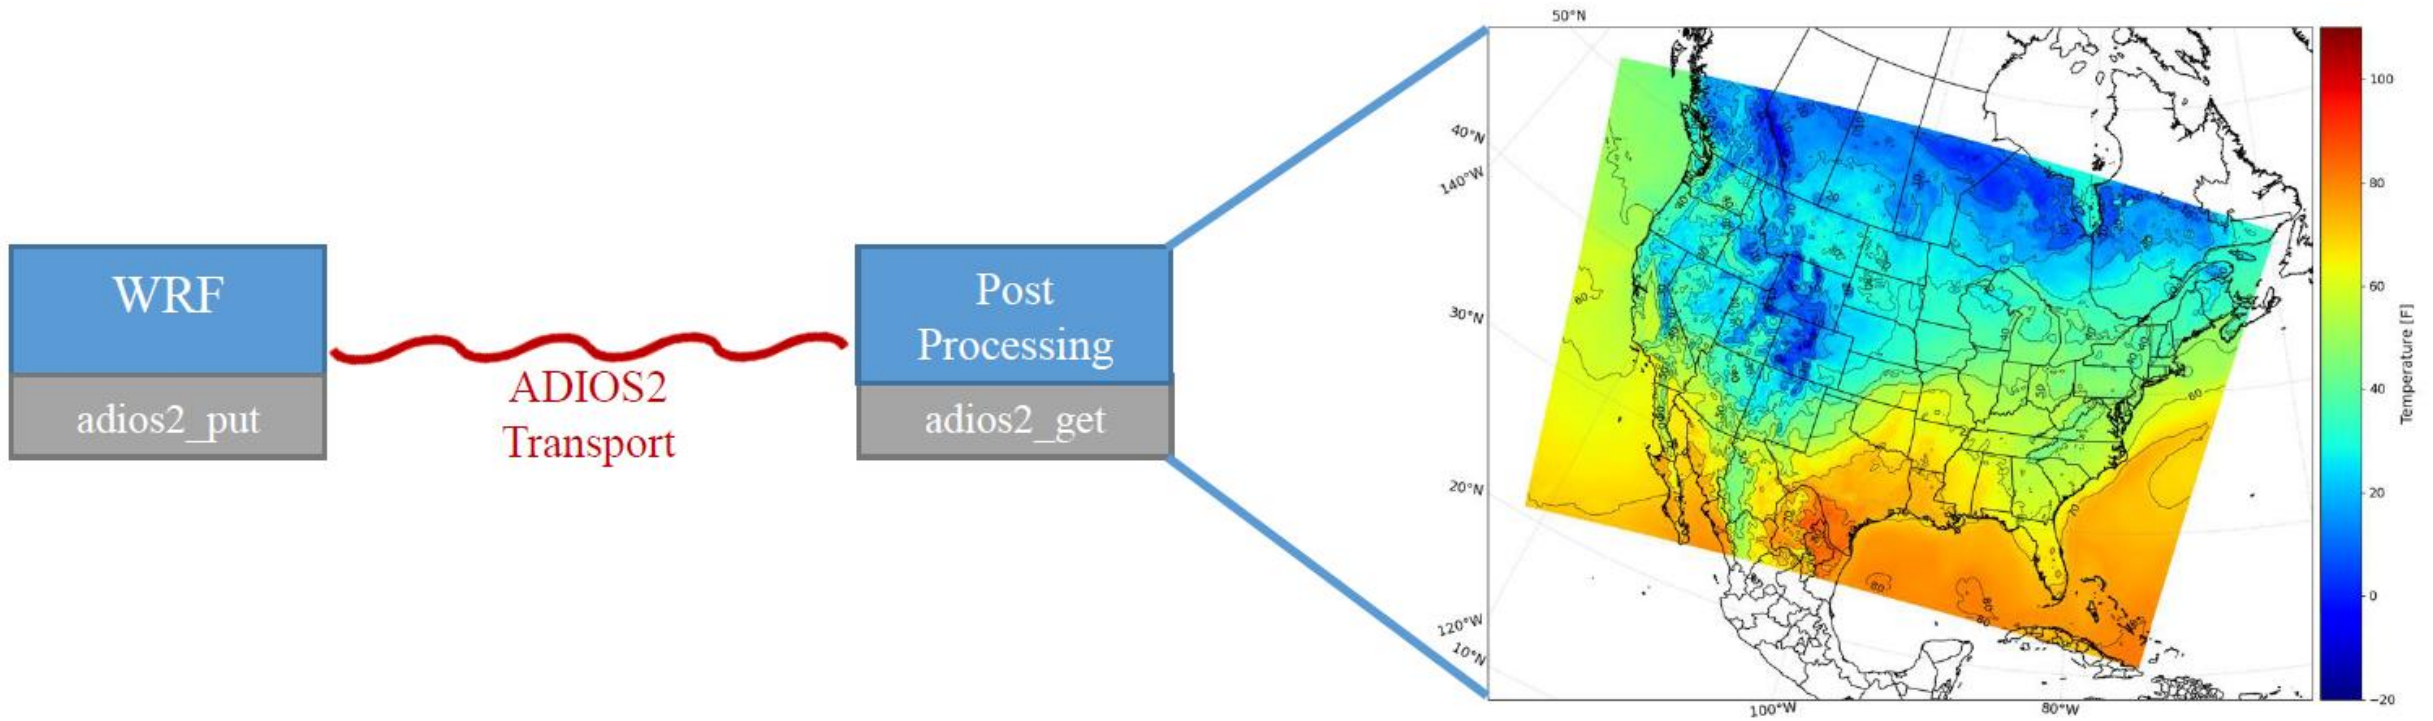 WRF
adios2_put
ADIOS2
Transport
Post
Processing
adios2_get
50°N
40°N
140°W
30°N
20°N
120°W
10°N
100°W
80°W
100
80
60
40
20
0
−20
Temperature [F]